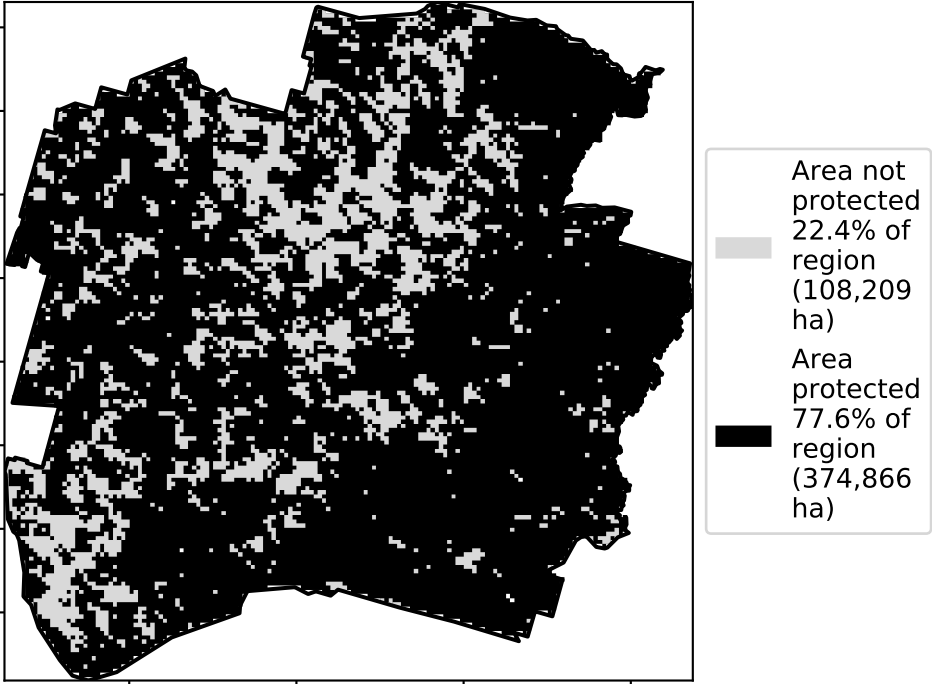 Area not
protected
22.4% of
region
(108,209
ha)
Area
protected
77.6% of
region
(374,866
ha)